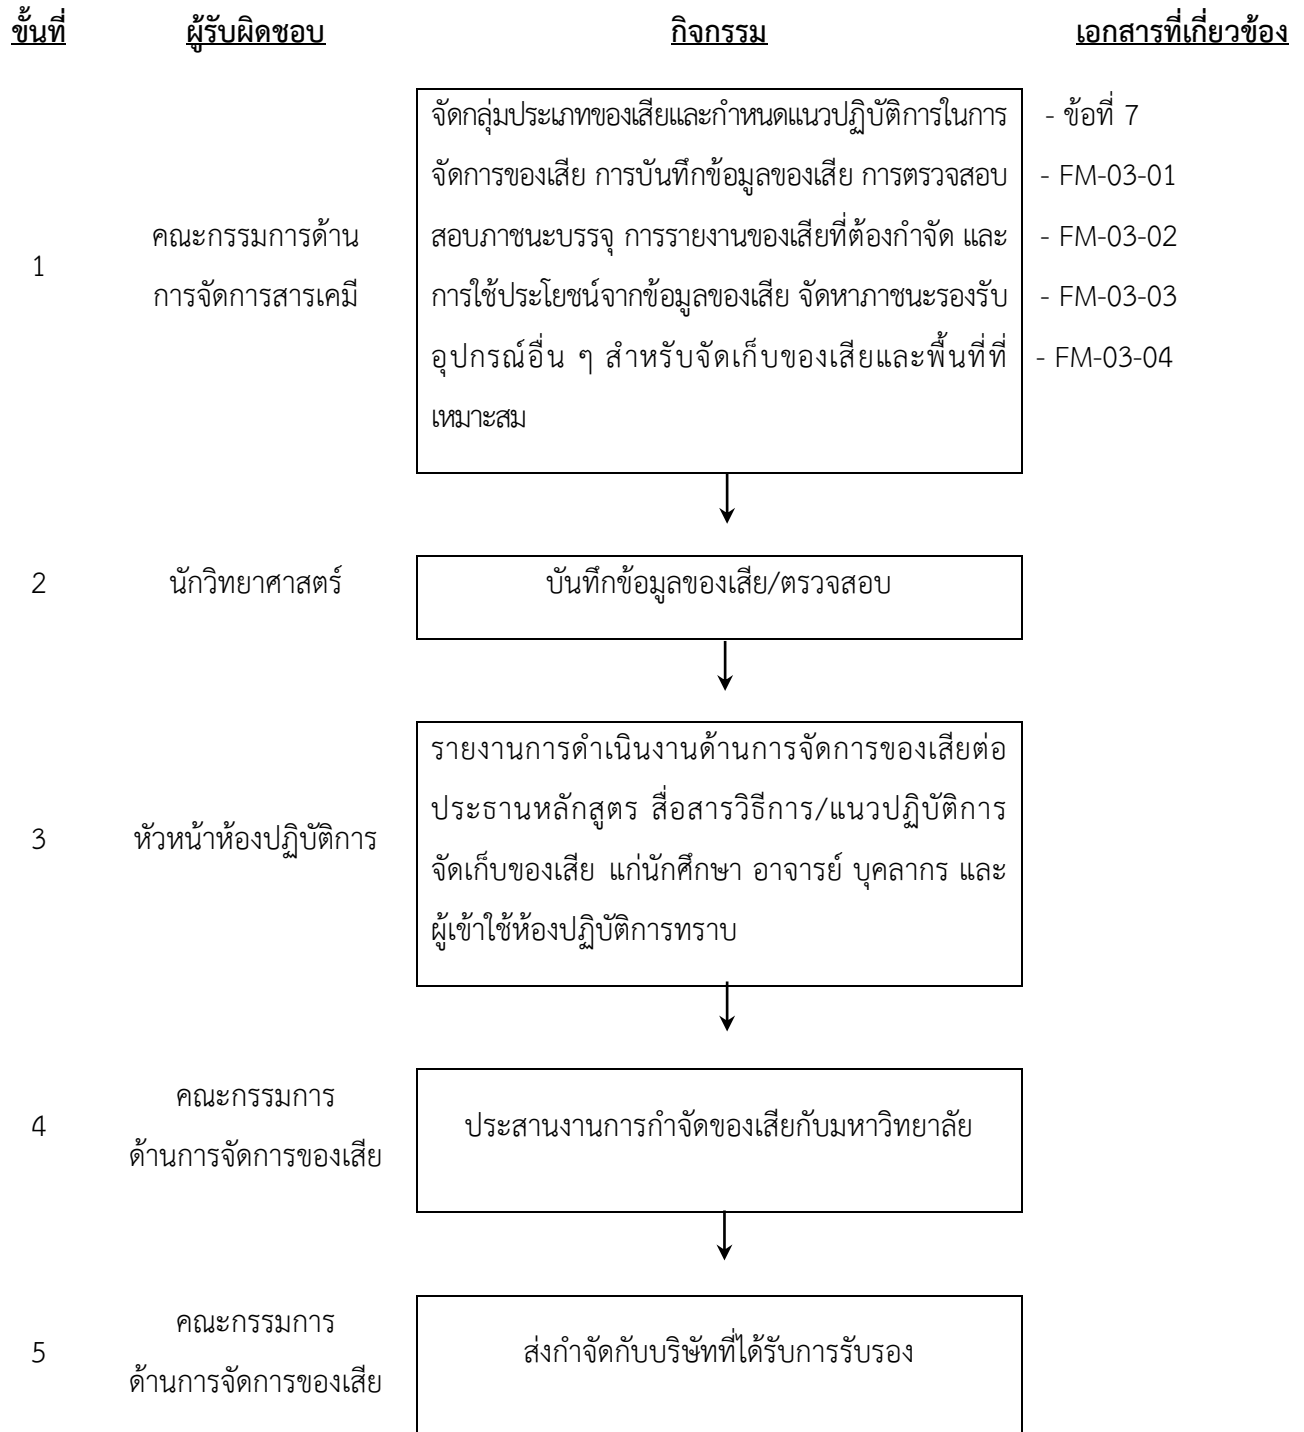 ขั้นที่ ผู้รับผิดชอบ กิจกรรม เอกสารที่เกี่ยวข้อง
1
คณะกรรมการด้าน
การจัดการสารเคมี
จัดกลุ่มประเภทของเสียและกำหนดแนวปฏิบัติการในการ
จัดการของเสีย การบันทึกข้อมูลของเสีย การตรวจสอบ
สอบภาชนะบรรจุ การรายงานของเสียที่ต้องกำจัด และ
การใช้ประโยชน์จากข้อมูลของเสีย จัดหาภาชนะรองรับ
อุปกรณ์อื่น ๆ สำหรับจัดเก็บของเสียและพื้นที่ที่
เหมาะสม
- ข้อที่ 7
- FM-03-01
- FM-03-02
- FM-03-03
- FM-03-04
2 นักวิทยาศาสตร์ บันทึกข้อมูลของเสีย/ตรวจสอบ
3 หัวหน้าห้องปฏิบัติการ
รายงานการดำเนินงานด้านการจัดการของเสียต่อ
ประธานหลักสูตร สื่อสารวิธีการ/แนวปฏิบัติการ
จัดเก็บของเสีย แก่นักศึกษา อาจารย์ บุคลากร และ
ผู้เข้าใช้ห้องปฏิบัติการทราบ
4
คณะกรรมการ
ด้านการจัดการของเสีย
ประสานงานการกำจัดของเสียกับมหาวิทยาลัย
5
คณะกรรมการ
ด้านการจัดการของเสีย
ส่งกำจัดกับบริษัทที่ได้รับการรับรอง